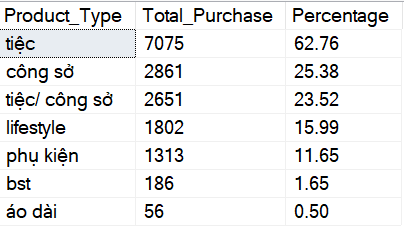 Product_Type Total_Purchase Percentage
tiệc 7075 62.76
công sở 2861 25.38
tiệc/ công sở 2651 23.52
lifestyle 1802 15.99
phụ kiện 1313 11.65
bst 186 1.65
áo dài 56 0.50